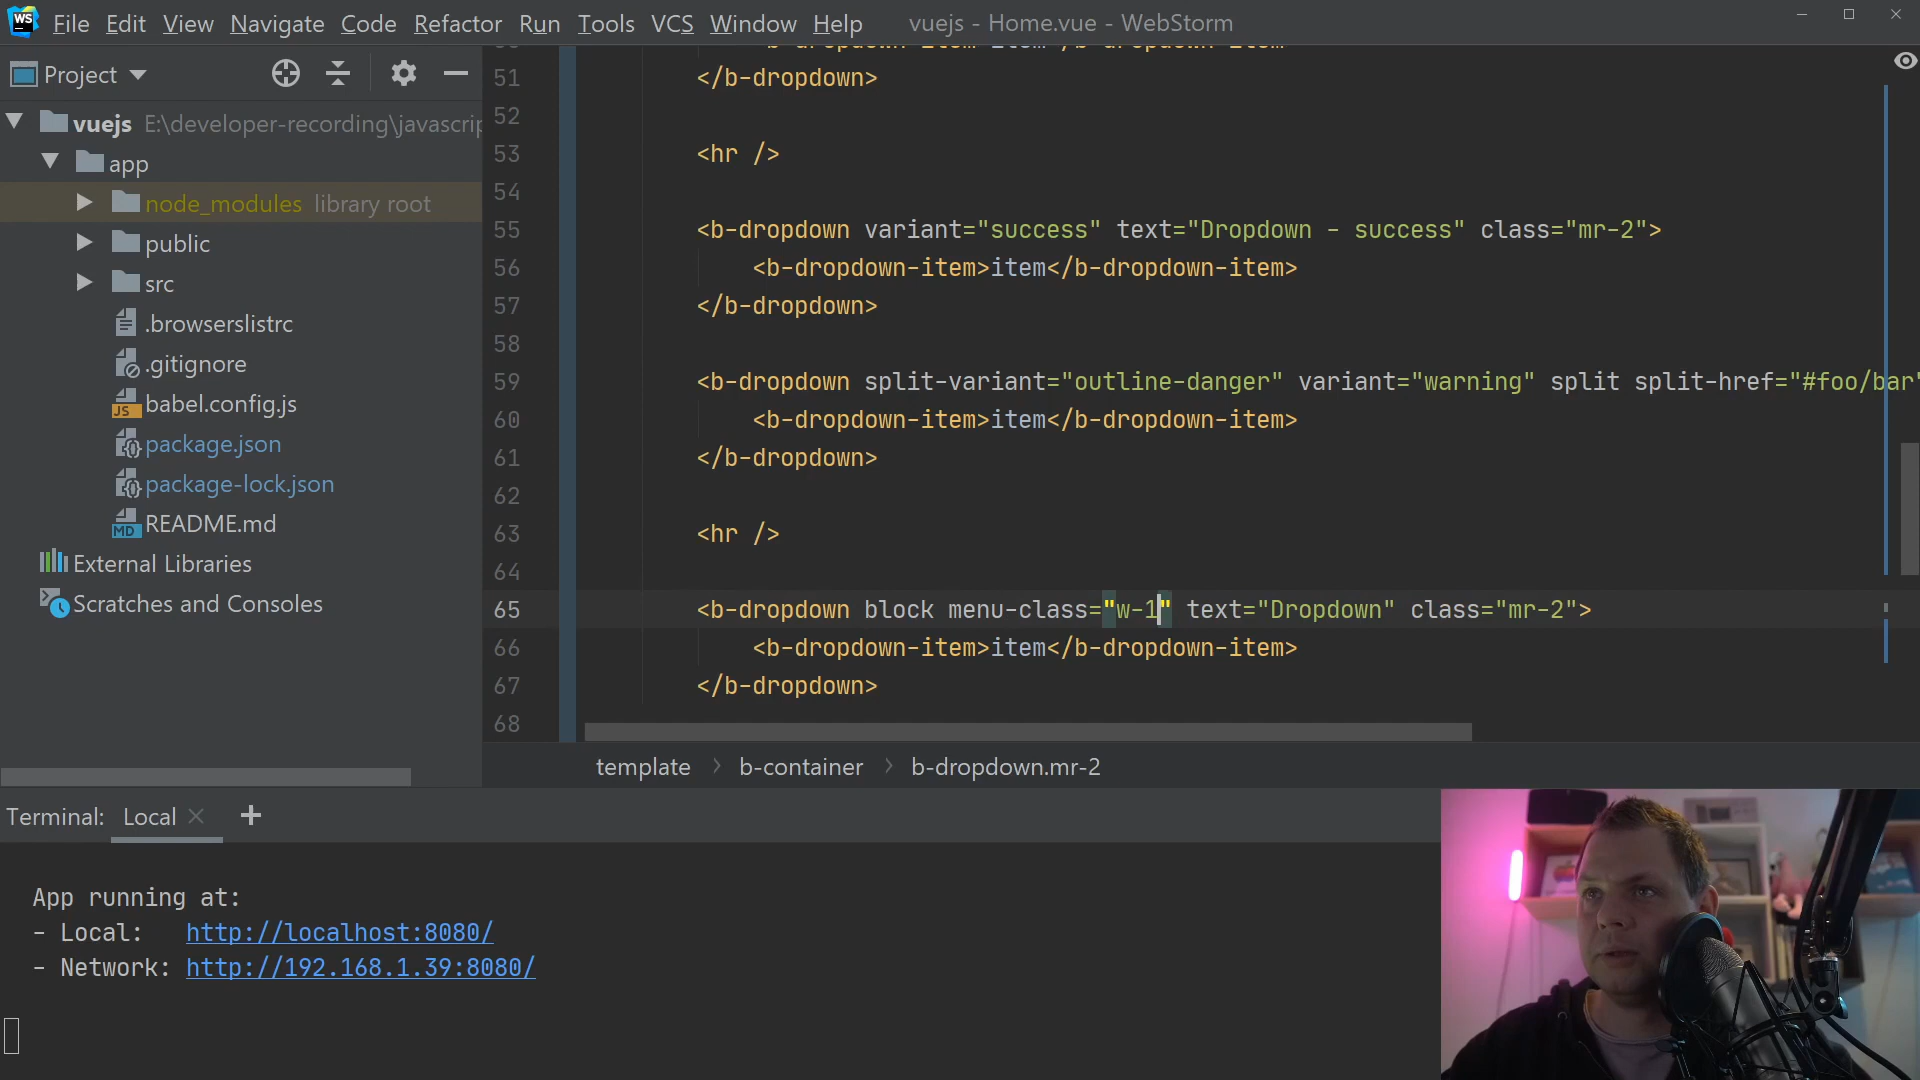 WS File Edit View Navigate Code Refactor Run Tools VCS Window Help vuejs - Home.vue - WebStorm
Project
vuejs E:\developer-recording\javascrip
app
node_modules library root
public
src
.browserslistrc
.gitignore
JS babel.config.js
package.json
package-lock.json
MD README.md
External Libraries
Scratches and Consoles
51 </b-dropdown>
52
53 <hr />
54
55 <b-dropdown variant="success" text="Dropdown - success" class="mr-2">
56 <b-dropdown-item>item</b-dropdown-item>
57 </b-dropdown>
58
59 <b-dropdown split-variant="outline-danger" variant="warning" split split-href="#foo/bar"
60 <b-dropdown-item>item</b-dropdown-item>
61 </b-dropdown>
62
63 <hr />
64
65 <b-dropdown block menu-class="w-1" text="Dropdown" class="mr-2">
66 <b-dropdown-item>item</b-dropdown-item>
67 </b-dropdown>
68
template > b-container > b-dropdown.mr-2
Terminal: Local × +
App running at:
- Local: http://localhost:8080/
- Network: http://192.168.1.39:8080/